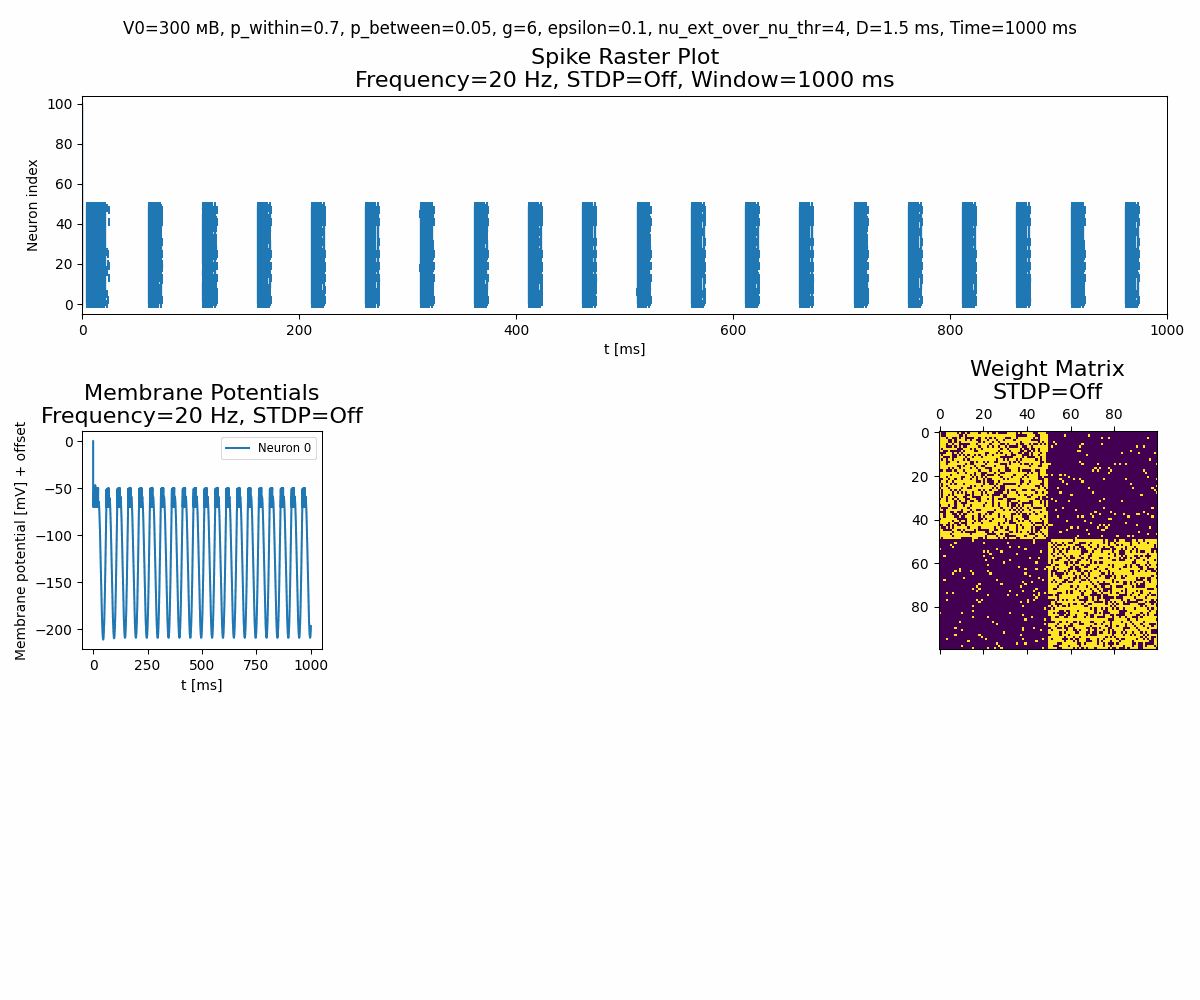 V0=300 мВ, p_within=0.7, p_between=0.05, g=6, epsilon=0.1, nu_ext_over_nu_thr=4, D=1.5 ms, Time=1000 ms
Spike Raster Plot
Frequency=20 Hz, STDP=Off, Window=1000 ms
Neuron index
100
80
60
40
20
0
0 200 400 600 800 1000
t [ms]
Membrane Potentials
Frequency=20 Hz, STDP=Off
Membrane potential [mV] + offset
0
−50
−100
−150
−200
Neuron 0
0 250 500 750 1000
t [ms]
Weight Matrix
STDP=Off
0 20 40 60 80
0
20
40
60
80